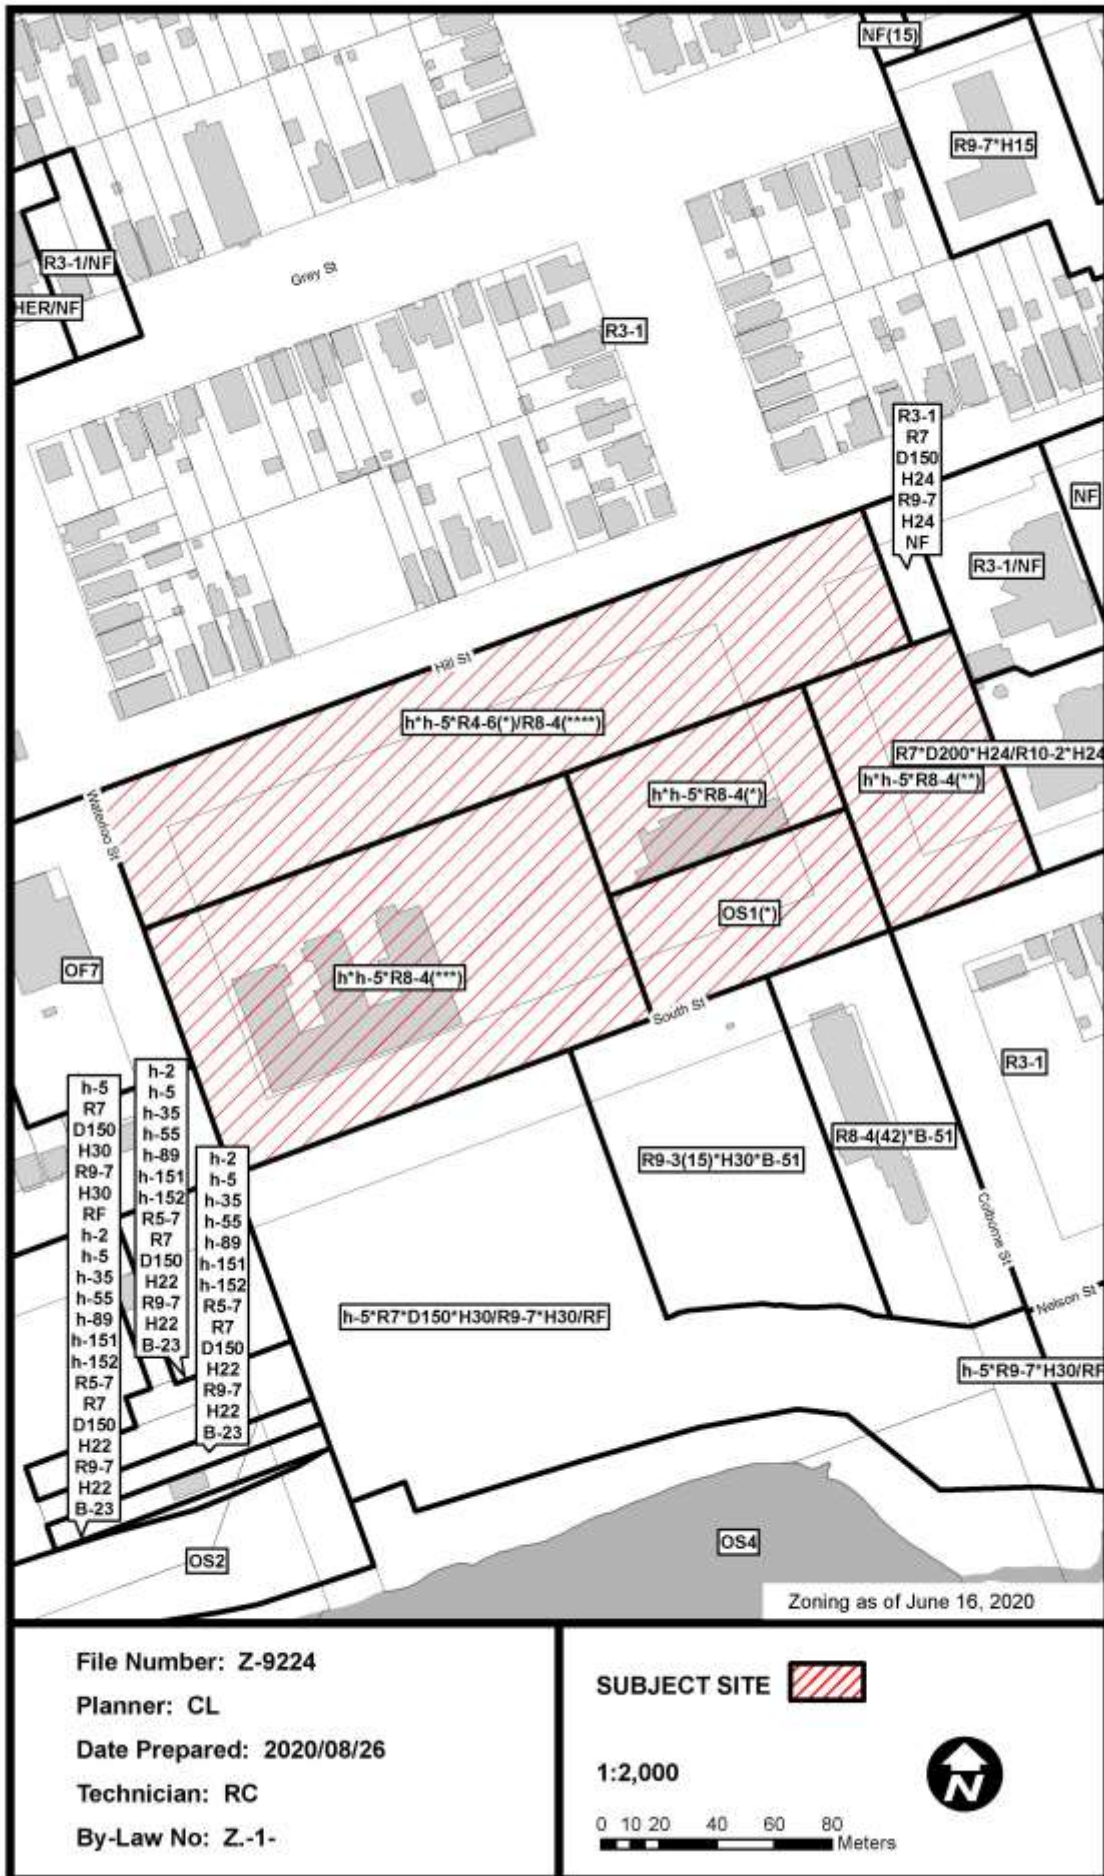 NF(15)
R9-7*H15
R3-1/NF
HER/NF
Grey St
R3-1
R3-1
R7
D150
H24
R9-7
H24
NF
NF
R3-1/NF
Hill St
h*h-5*R4-6(*)/R8-4(****)
R7*D200*H24/R10-2*H24
h*h-5*R8-4(**)
h*h-5*R8-4(*)
Waterloo St
OS1(*)
OF7
h*h-5*R8-4(***)
South St
R3-1
h-5
R7
D150
H30
R9-7
H30
RF
h-2
h-5
h-35
h-55
h-89
h-151
h-152
R5-7
R7
D150
H22
R9-7
H22
B-23
h-2
h-5
h-35
h-55
h-89
h-151
h-152
R5-7
R7
D150
H22
R9-7
H22
B-23
h-2
h-5
h-35
h-55
h-89
h-151
h-152
R5-7
R7
D150
H22
R9-7
H22
B-23
R8-4(42)*B-51
R9-3(15)*H30*B-51
Colborne St
Nelson St
h-5*R7*D150*H30/R9-7*H30/RF
h-5*R9-7*H30/RF
OS4
OS2
Zoning as of June 16, 2020
File Number: Z-9224
Planner: CL
Date Prepared: 2020/08/26
Technician: RC
By-Law No: Z.-1-
SUBJECT SITE
1:2,000
N
0 10 20 40 60 80
Meters